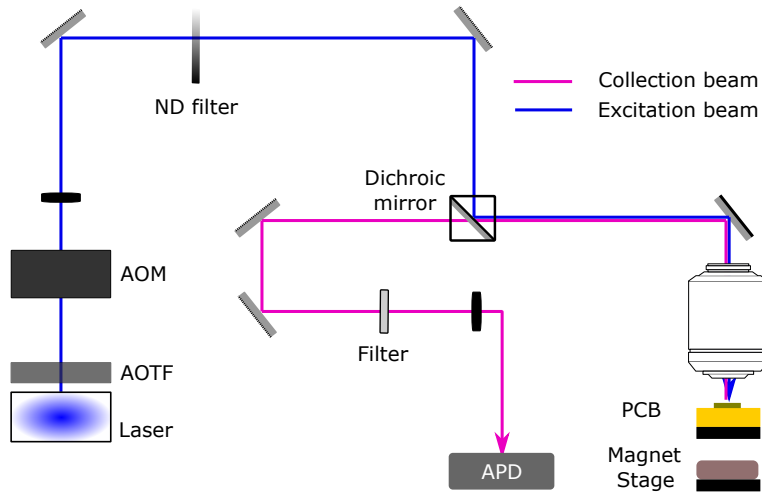 ND filter
Collection beam
Excitation beam
Dichroic
mirror
AOM
Filter
AOTF
Laser
PCB
APD
Magnet
Stage